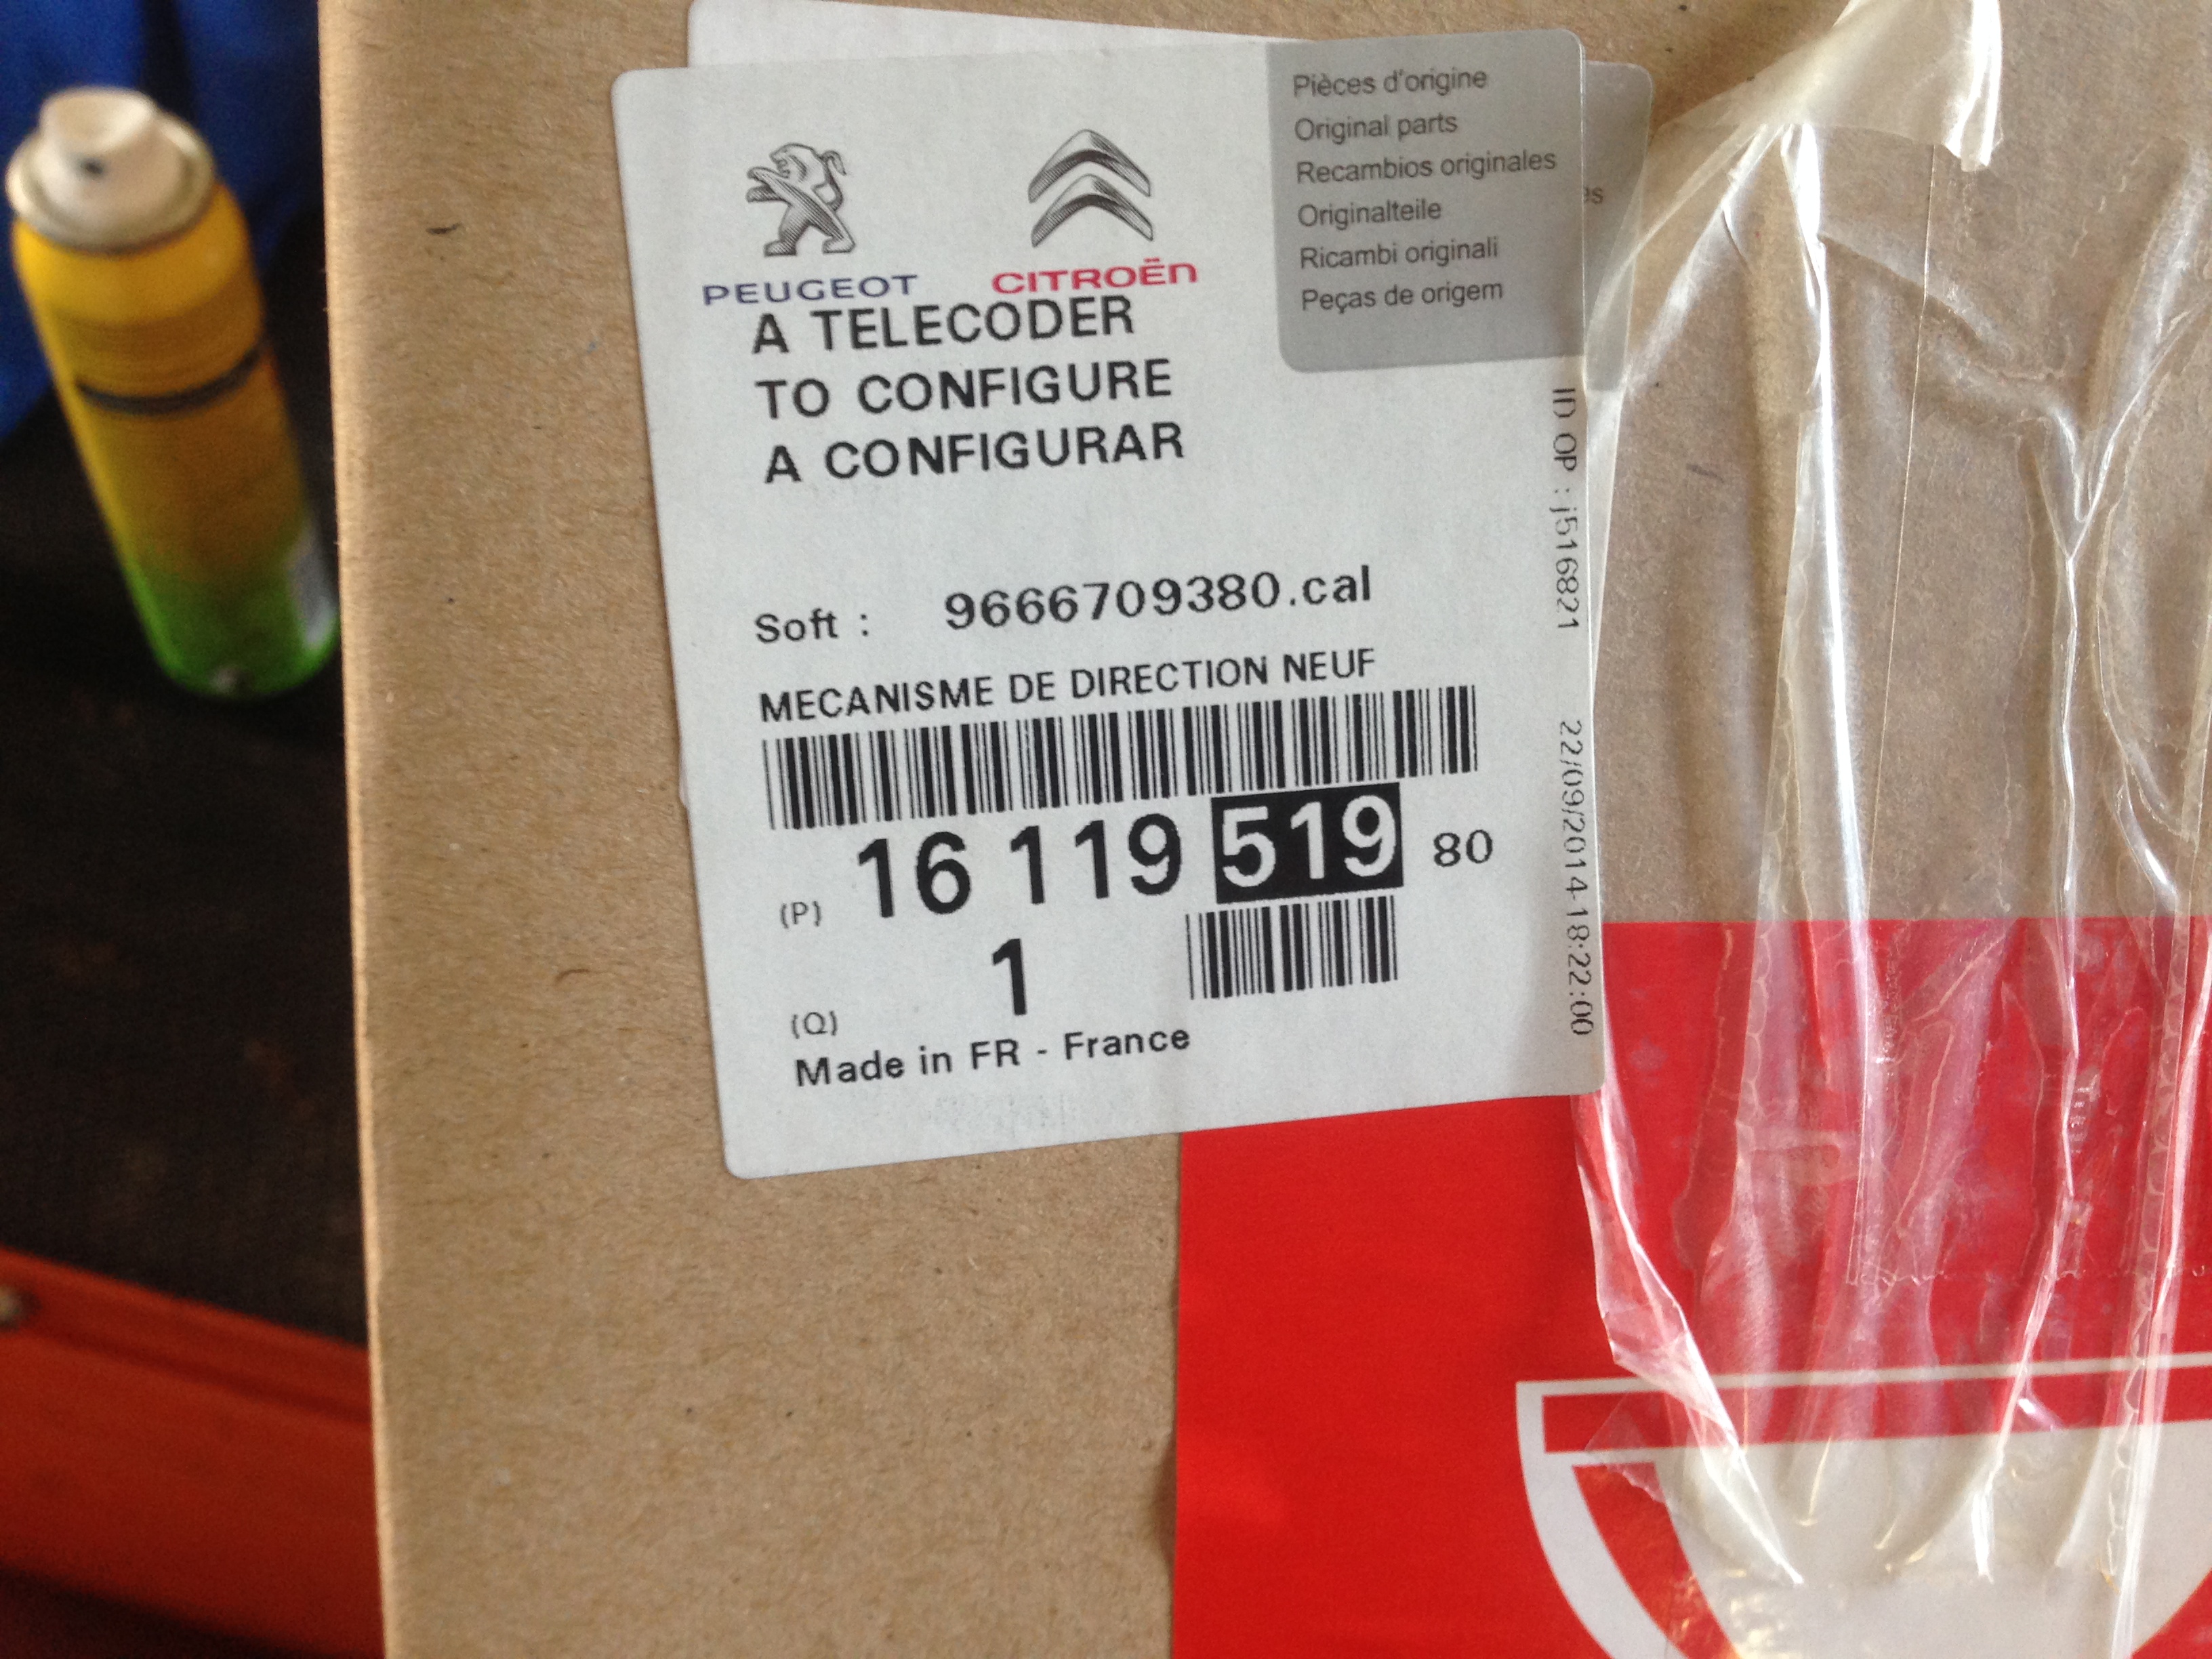 Pièces d'origine
Original parts
Recambios originales
Originalteile
Ricambi originali
Peças de origem
PEUGEOT CITROËN
A TELECODER
TO CONFIGURE
A CONFIGURAR
Soft : 9666709380.cal
MECANISME DE DIRECTION NEUF
(P) 16 119 519 80
(Q) 1
Made in FR - France
ID OP : j516821 22/09/2014-18:22:00